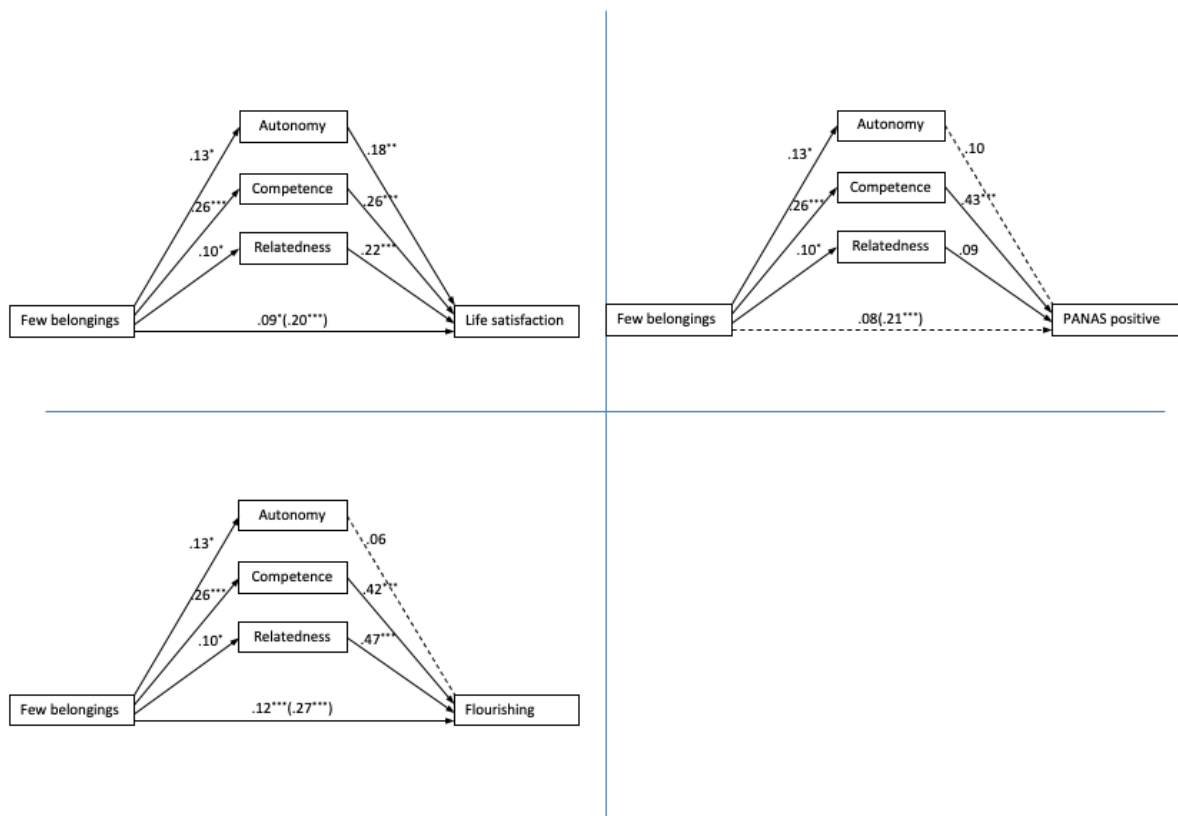 Autonomy
.13*
.18**
Competence
.26***
.26***
Relatedness
.10*
.22***
Few belongings
.09*(.20***)
Life satisfaction
Autonomy
.13*
.10
Competence
.26***
.43***
Relatedness
.10*
.09
Few belongings
.08(.21***)
PANAS positive
Autonomy
.13*
.06
Competence
.26***
.42***
Relatedness
.10*
.47***
Few belongings
.12***(.27***)
Flourishing